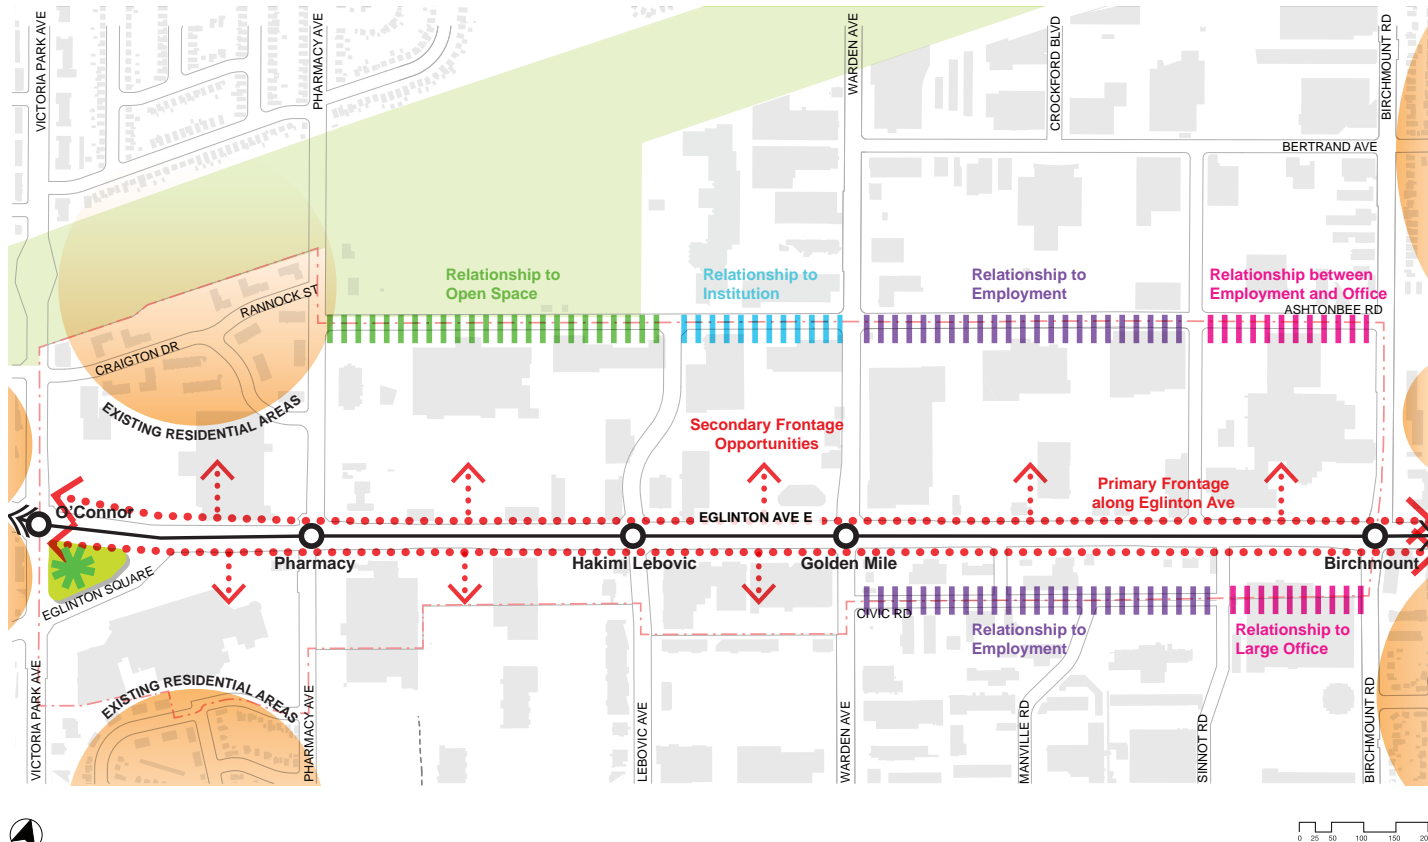 VICTORIA PARK AVE
PHARMACY AVE
WARDEN AVE
CROCKFORD BLVD
BIRCHMOUNT RD
BERTRAND AVE
Relationship to
Open Space
Relationship to
Institution
Relationship to
Employment
Relationship between
Employment and Office
ASHTONBEE RD
RANNOCK ST
CRAIGTON DR
EXISTING RESIDENTIAL AREAS
Secondary Frontage
Opportunities
Primary Frontage
along Eglinton Ave
O'Connor
EGLINTON AVE E
Pharmacy
Hakimi Lebovic
Golden Mile
Birchmount
EGLINTON SQUARE
CIVIC RD
Relationship to
Employment
Relationship to
Large Office
EXISTING RESIDENTIAL AREAS
VICTORIA PARK AVE
PHARMACY AVE
LEBOVIC AVE
WARDEN AVE
MANVILLE RD
SINNOT RD
BIRCHMOUNT RD
0 25 50 100 150